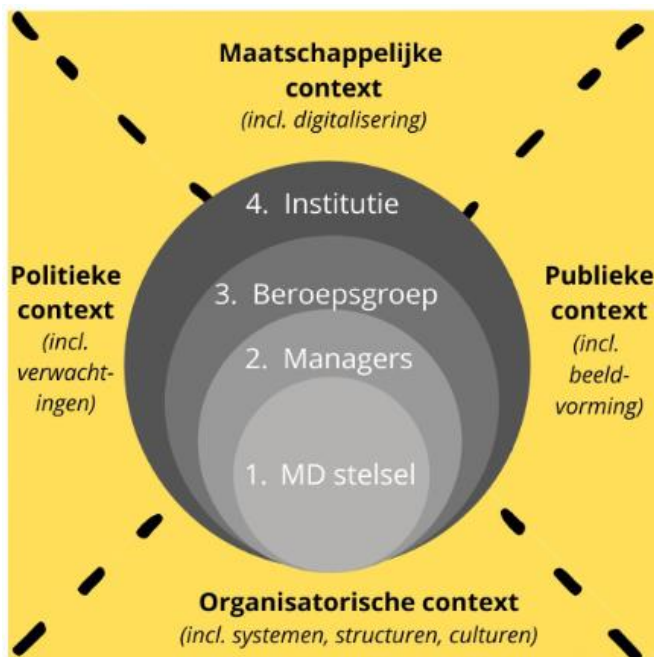 Maatschappelijke
context
(incl. digitalisering)
4. Institutie
Politieke
context
(incl.
verwacht-
ingen)
3. Beroepsgroep
Publieke
context
(incl.
beeld-
vorming)
2. Managers
1. MD stelsel
Organisatorische context
(incl. systemen, structuren, culturen)